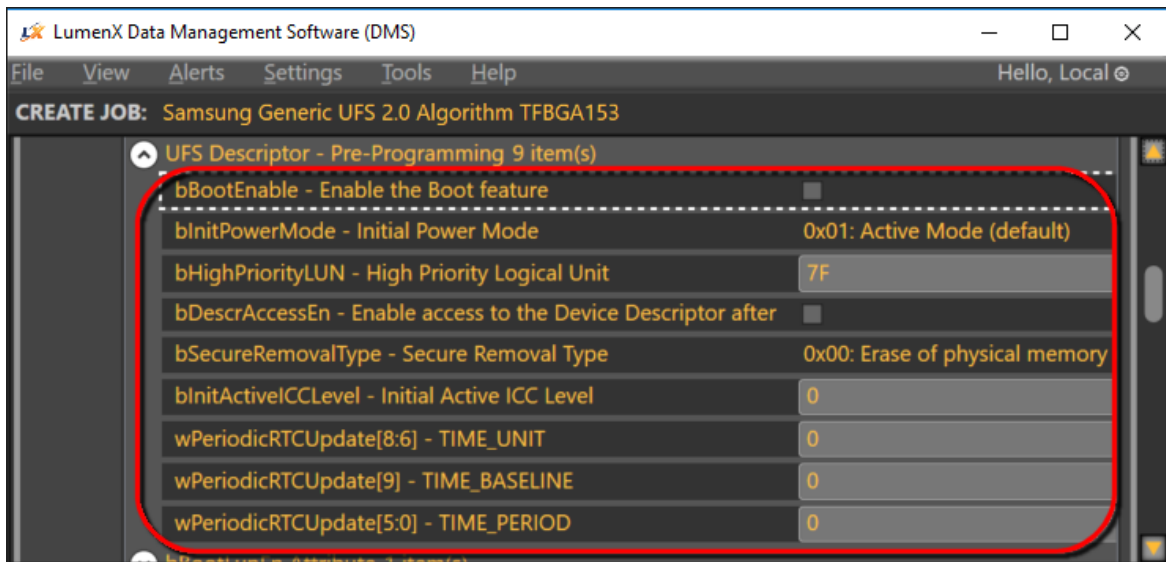 LumenX Data Management Software (DMS)
File View Alerts Settings Tools Help Hello, Local
CREATE JOB: Samsung Generic UFS 2.0 Algorithm TFBGA153
UFS Descriptor - Pre-Programming 9 item(s)
bBootEnable - Enable the Boot feature
bInitPowerMode - Initial Power Mode 0x01: Active Mode (default)
bHighPriorityLUN - High Priority Logical Unit 7F
bDescrAccessEn - Enable access to the Device Descriptor after
bSecureRemovalType - Secure Removal Type 0x00: Erase of physical memory
bInitActiveICCLevel - Initial Active ICC Level 0
wPeriodicRTCUpdate[8:6] - TIME_UNIT 0
wPeriodicRTCUpdate[9] - TIME_BASELINE 0
wPeriodicRTCUpdate[5:0] - TIME_PERIOD 0